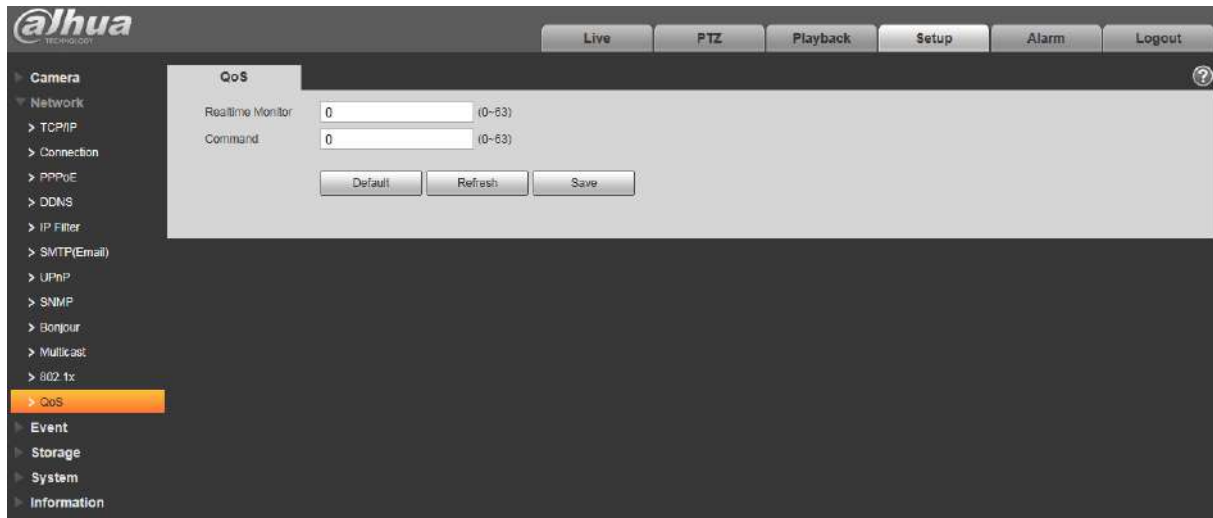 alhua
TECHNOLOGY
Live
PTZ
Playback
Setup
Alarm
Logout
Camera
Network
> TCP/IP
> Connection
> PPPoE
> DDNS
> IP Filter
> SMTP(Email)
> UPnP
> SNMP
> Bonjour
> Multicast
> 802.1x
> QoS
Event
Storage
System
Information
QoS
?
Realtime Monitor 0 (0~63)
Command 0 (0~63)
Default Refresh Save